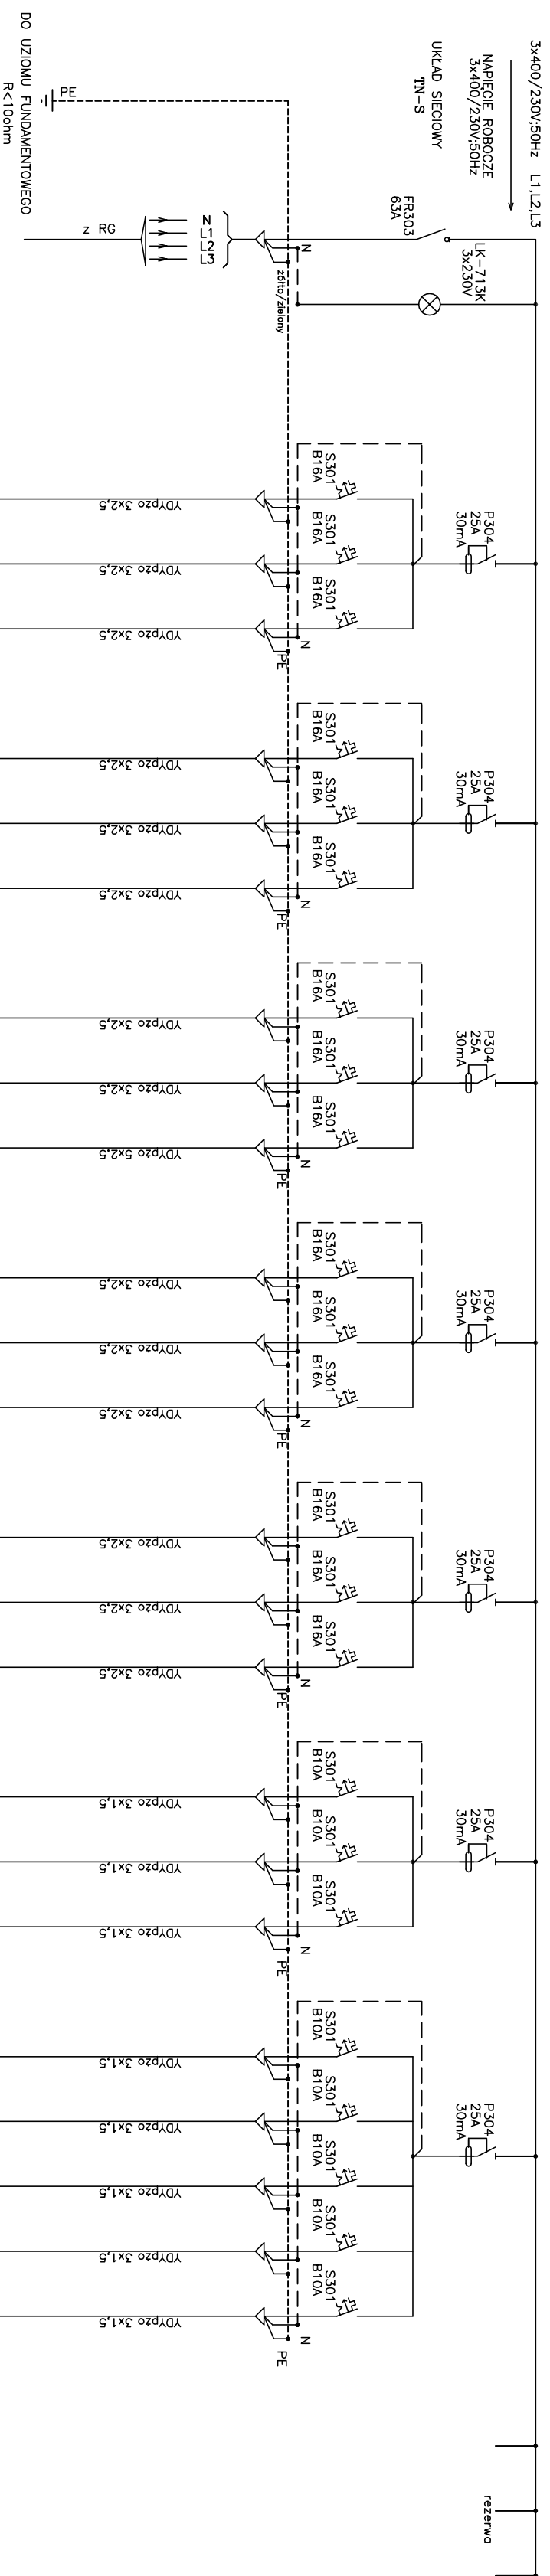 3x400/230V;50Hz L1,L2,L3
NAPIĘCIE ROBOCZE
3x400/230V;50Hz
UKŁAD SIECIOWY
TN-S
FR303
63A
LK-713K
3x230V
N
żółto/zielony
PE
N
L1
L2
L3
z RG
DO UZIOMU FUNDAMENTOWEGO
R<10ohm
P304
25A
30mA
S301
B16A
S301
B16A
S301
B16A
N
PE
YDYpżo 3x2,5
YDYpżo 3x2,5
YDYpżo 3x2,5
P304
25A
30mA
S301
B16A
S301
B16A
S301
B16A
N
PE
YDYpżo 3x2,5
YDYpżo 3x2,5
YDYpżo 3x2,5
P304
25A
30mA
S301
B16A
S301
B16A
S301
B16A
N
PE
YDYpżo 3x2,5
YDYpżo 3x2,5
YDYpżo 5x2,5
P304
25A
30mA
S301
B16A
S301
B16A
S301
B16A
N
PE
YDYpżo 3x2,5
YDYpżo 3x2,5
YDYpżo 3x2,5
P304
25A
30mA
S301
B16A
S301
B16A
S301
B16A
N
PE
YDYpżo 3x2,5
YDYpżo 3x2,5
YDYpżo 3x2,5
P304
25A
30mA
S301
B10A
S301
B10A
S301
B10A
N
PE
YDYpżo 3x1,5
YDYpżo 3x1,5
YDYpżo 3x1,5
P304
25A
30mA
S301
B10A
S301
B10A
S301
B10A
S301
B10A
S301
B10A
N
PE
YDYpżo 3x1,5
YDYpżo 3x1,5
YDYpżo 3x1,5
YDYpżo 3x1,5
YDYpżo 3x1,5
rezerwa